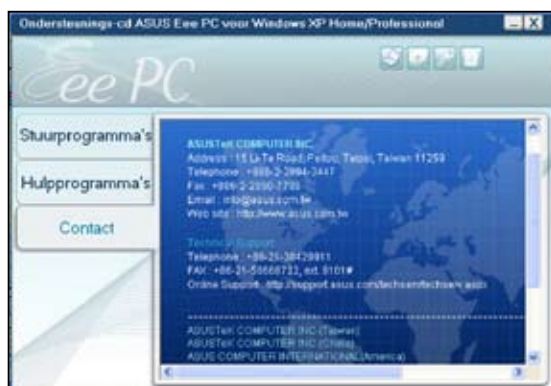 Ondersteunings-cd ASUS Eee PC voor Windows XP Home/Professional
Eee PC
Stuurprogramma's
Hulpprogramma's
Contact
ASUSTeK COMPUTER INC.
Address : 15 Li-Te Road, Peitou, Taipei, Taiwan 11259
Telephone : +886-2-2894-3447
Fax : +886-2-2890-7798
Email : info@asus.com.tw
Web site : http://www.asus.com.tw
Technical Support
Telephone : +86-21-38429911
FAX : +86-21-58668722, ext. 9101#
Online Support : http://support.asus.com/techserv/techserv.aspx
ASUSTeK COMPUTER INC.(Taiwan)
ASUSTeK COMPUTER INC.(China)
ASUS COMPUTER INTERNATIONAL(America)